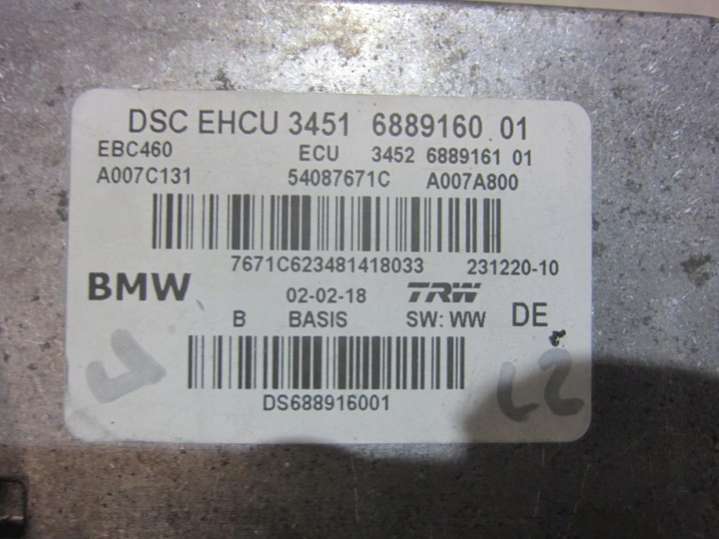 DSC EHCU 3451 6889160 01
EBC460 ECU 3452 6889161 01
A007C131 54087671C A007A800
7671C623481418033 231220-10
BMW 02-02-18 TRW
B BASIS SW: WW DE
DS688916001